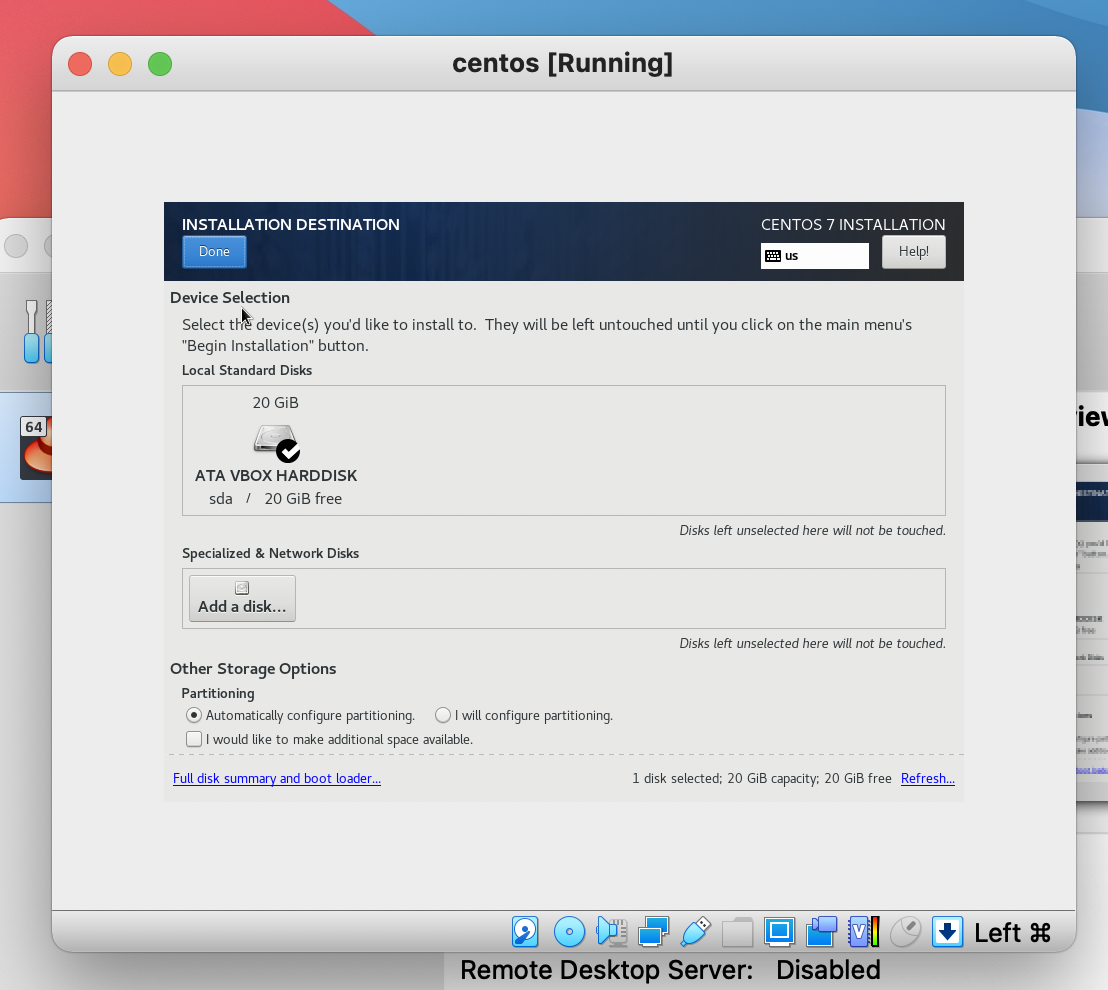 centos [Running]
INSTALLATION DESTINATION
CENTOS 7 INSTALLATION
Done
us
Help!
Device Selection
Select the device(s) you'd like to install to.  They will be left untouched until you click on the main menu's
"Begin Installation" button.
Local Standard Disks
20 GiB
ATA VBOX HARDDISK
sda / 20 GiB free
Disks left unselected here will not be touched.
Specialized & Network Disks
Add a disk...
Disks left unselected here will not be touched.
Other Storage Options
Partitioning
Automatically configure partitioning.
I will configure partitioning.
I would like to make additional space available.
Full disk summary and boot loader...
1 disk selected; 20 GiB capacity; 20 GiB free
Refresh...
64
V
Left ⌘
Remote Desktop Server: Disabled